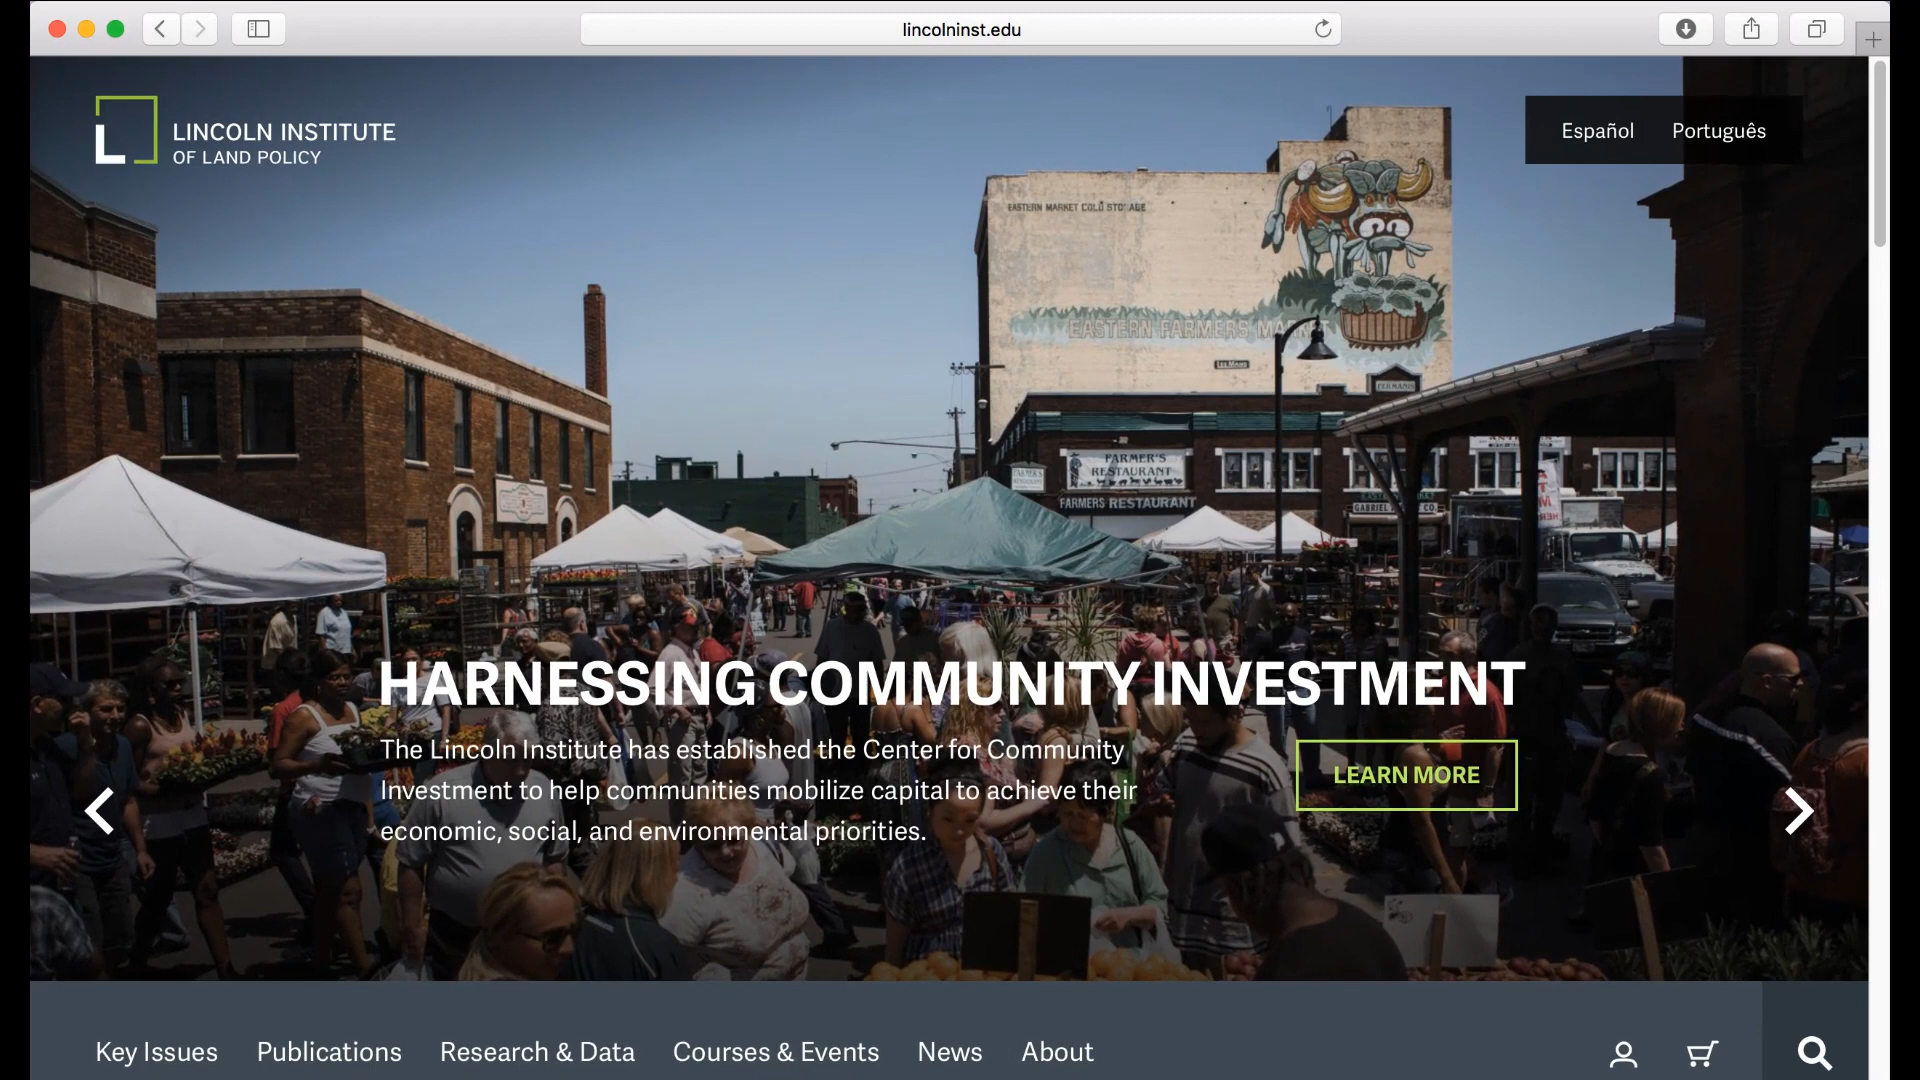 lincolninst.edu
LINCOLN INSTITUTE
OF LAND POLICY
Español Português
EASTERN MARKET COLD STORAGE
EASTERN FARMERS MARKET
FARMER'S
RESTAURANT
FARMERS RESTAURANT
HARNESSING COMMUNITY INVESTMENT
The Lincoln Institute has established the Center for Community
Investment to help communities mobilize capital to achieve their
economic, social, and environmental priorities.
LEARN MORE
Key Issues Publications Research & Data Courses & Events News About